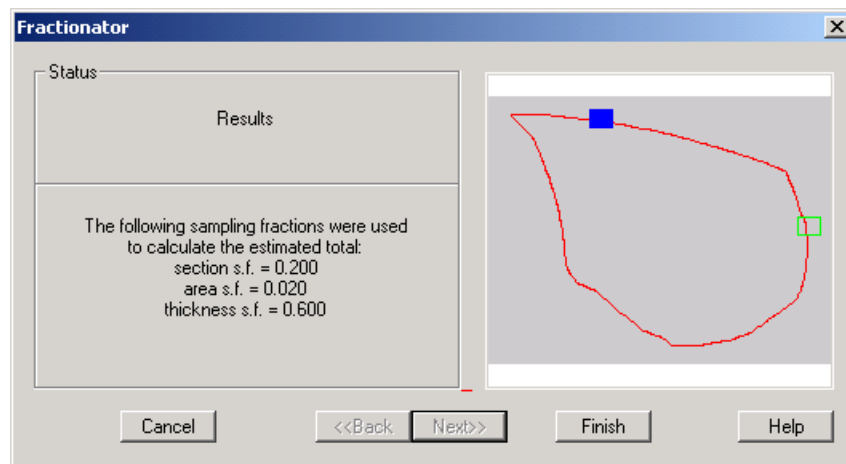 Fractionator
Status
Results
The following sampling fractions were used
to calculate the estimated total:
section s.f. = 0.200
area s.f. = 0.020
thickness s.f. = 0.600
Cancel
<<Back
Next>>
Finish
Help